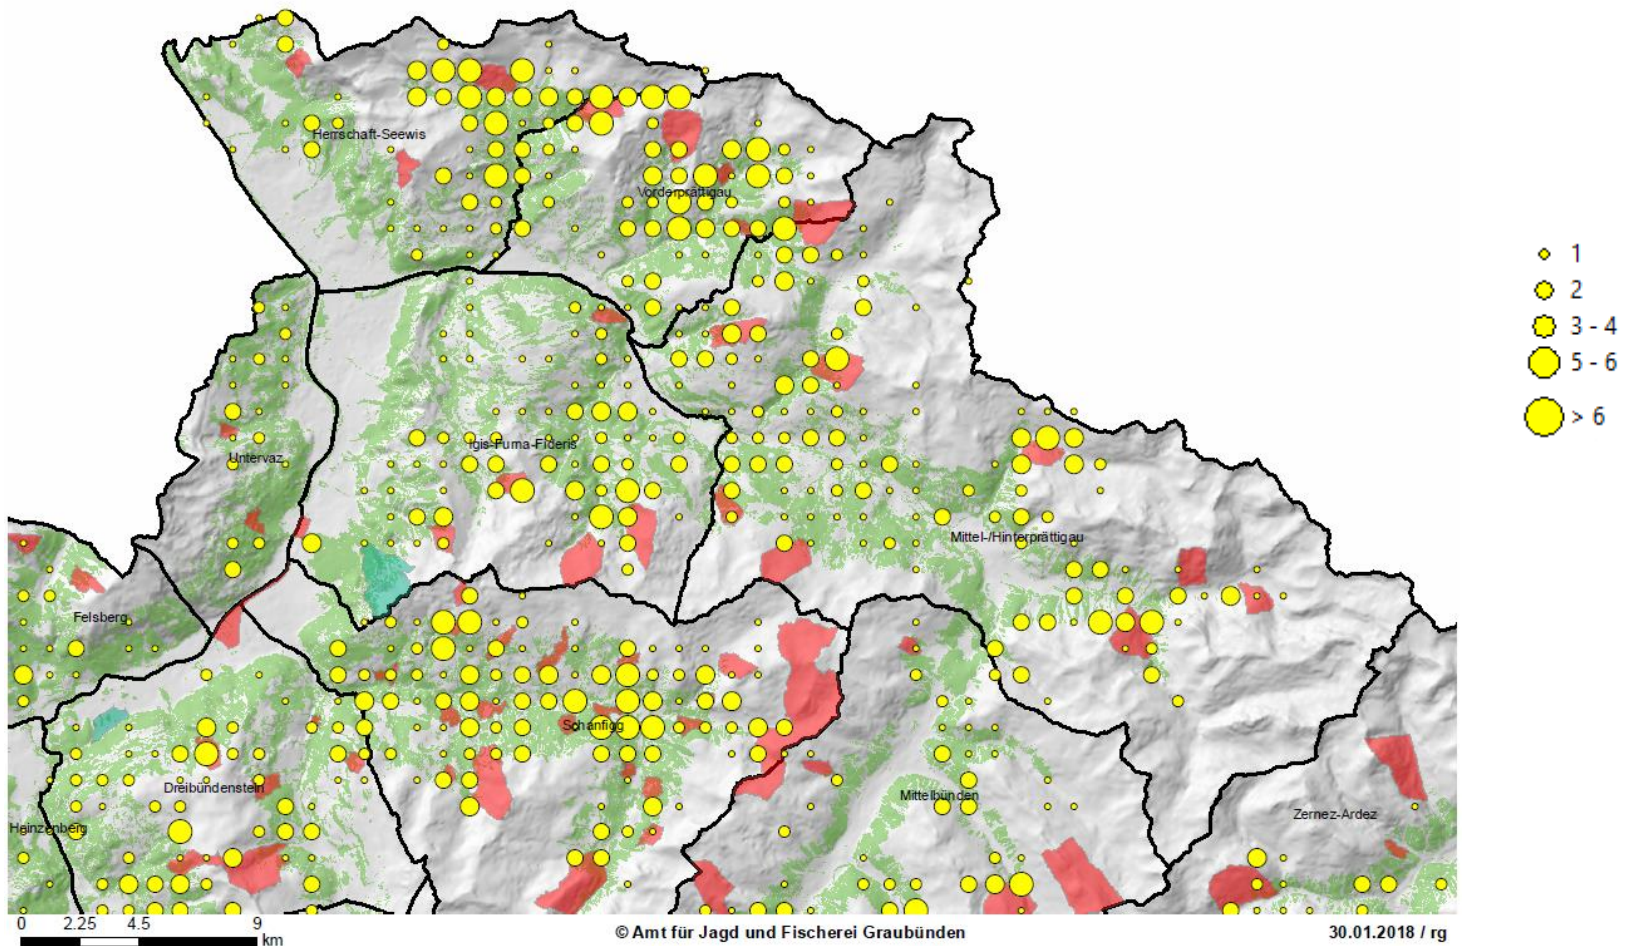 Herrschaft-Seewis
Vorderprättigau
1
2
3 - 4
5 - 6
> 6
Igis-Furna-Fideris
Untervaz
Mittel-/Hinterprättigau
Felsberg
Schanfigg
Dreibündenstein
Mittelbünden
Zernez-Ardez
Heinzenberg
0 2.25 4.5 9
km
© Amt für Jagd und Fischerei Graubünden
30.01.2018 / rg